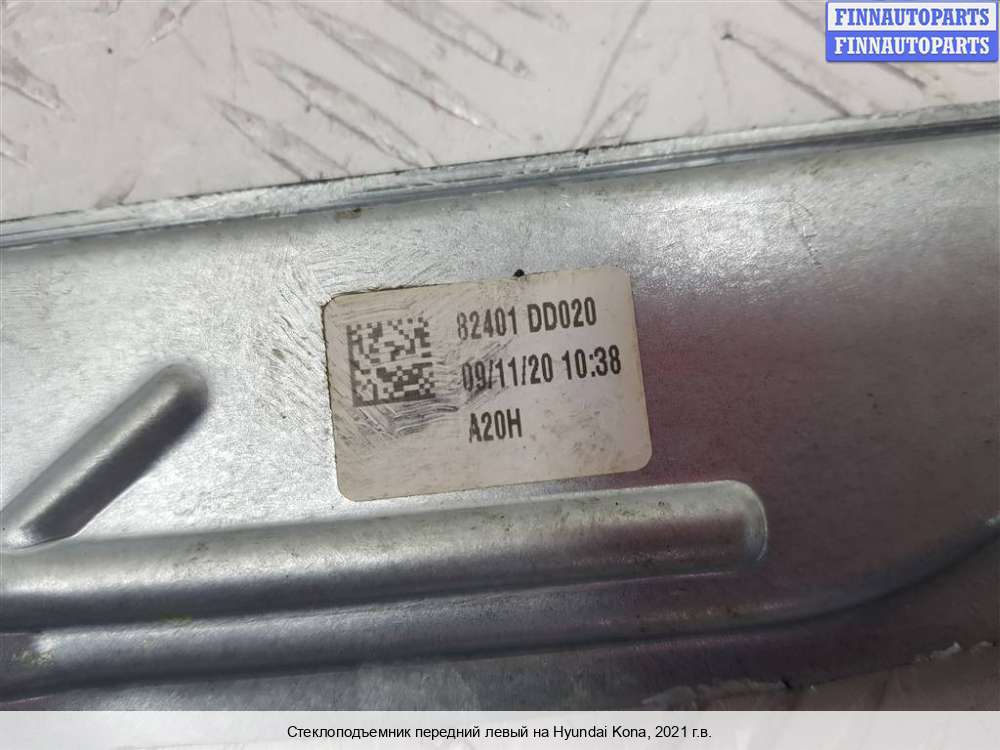 FINNAUTOPARTS
FINNAUTOPARTS
82401 DD020
09/11/20 10:38
A20H
Стеклоподъемник передний левый на Hyundai Kona, 2021 г.в.